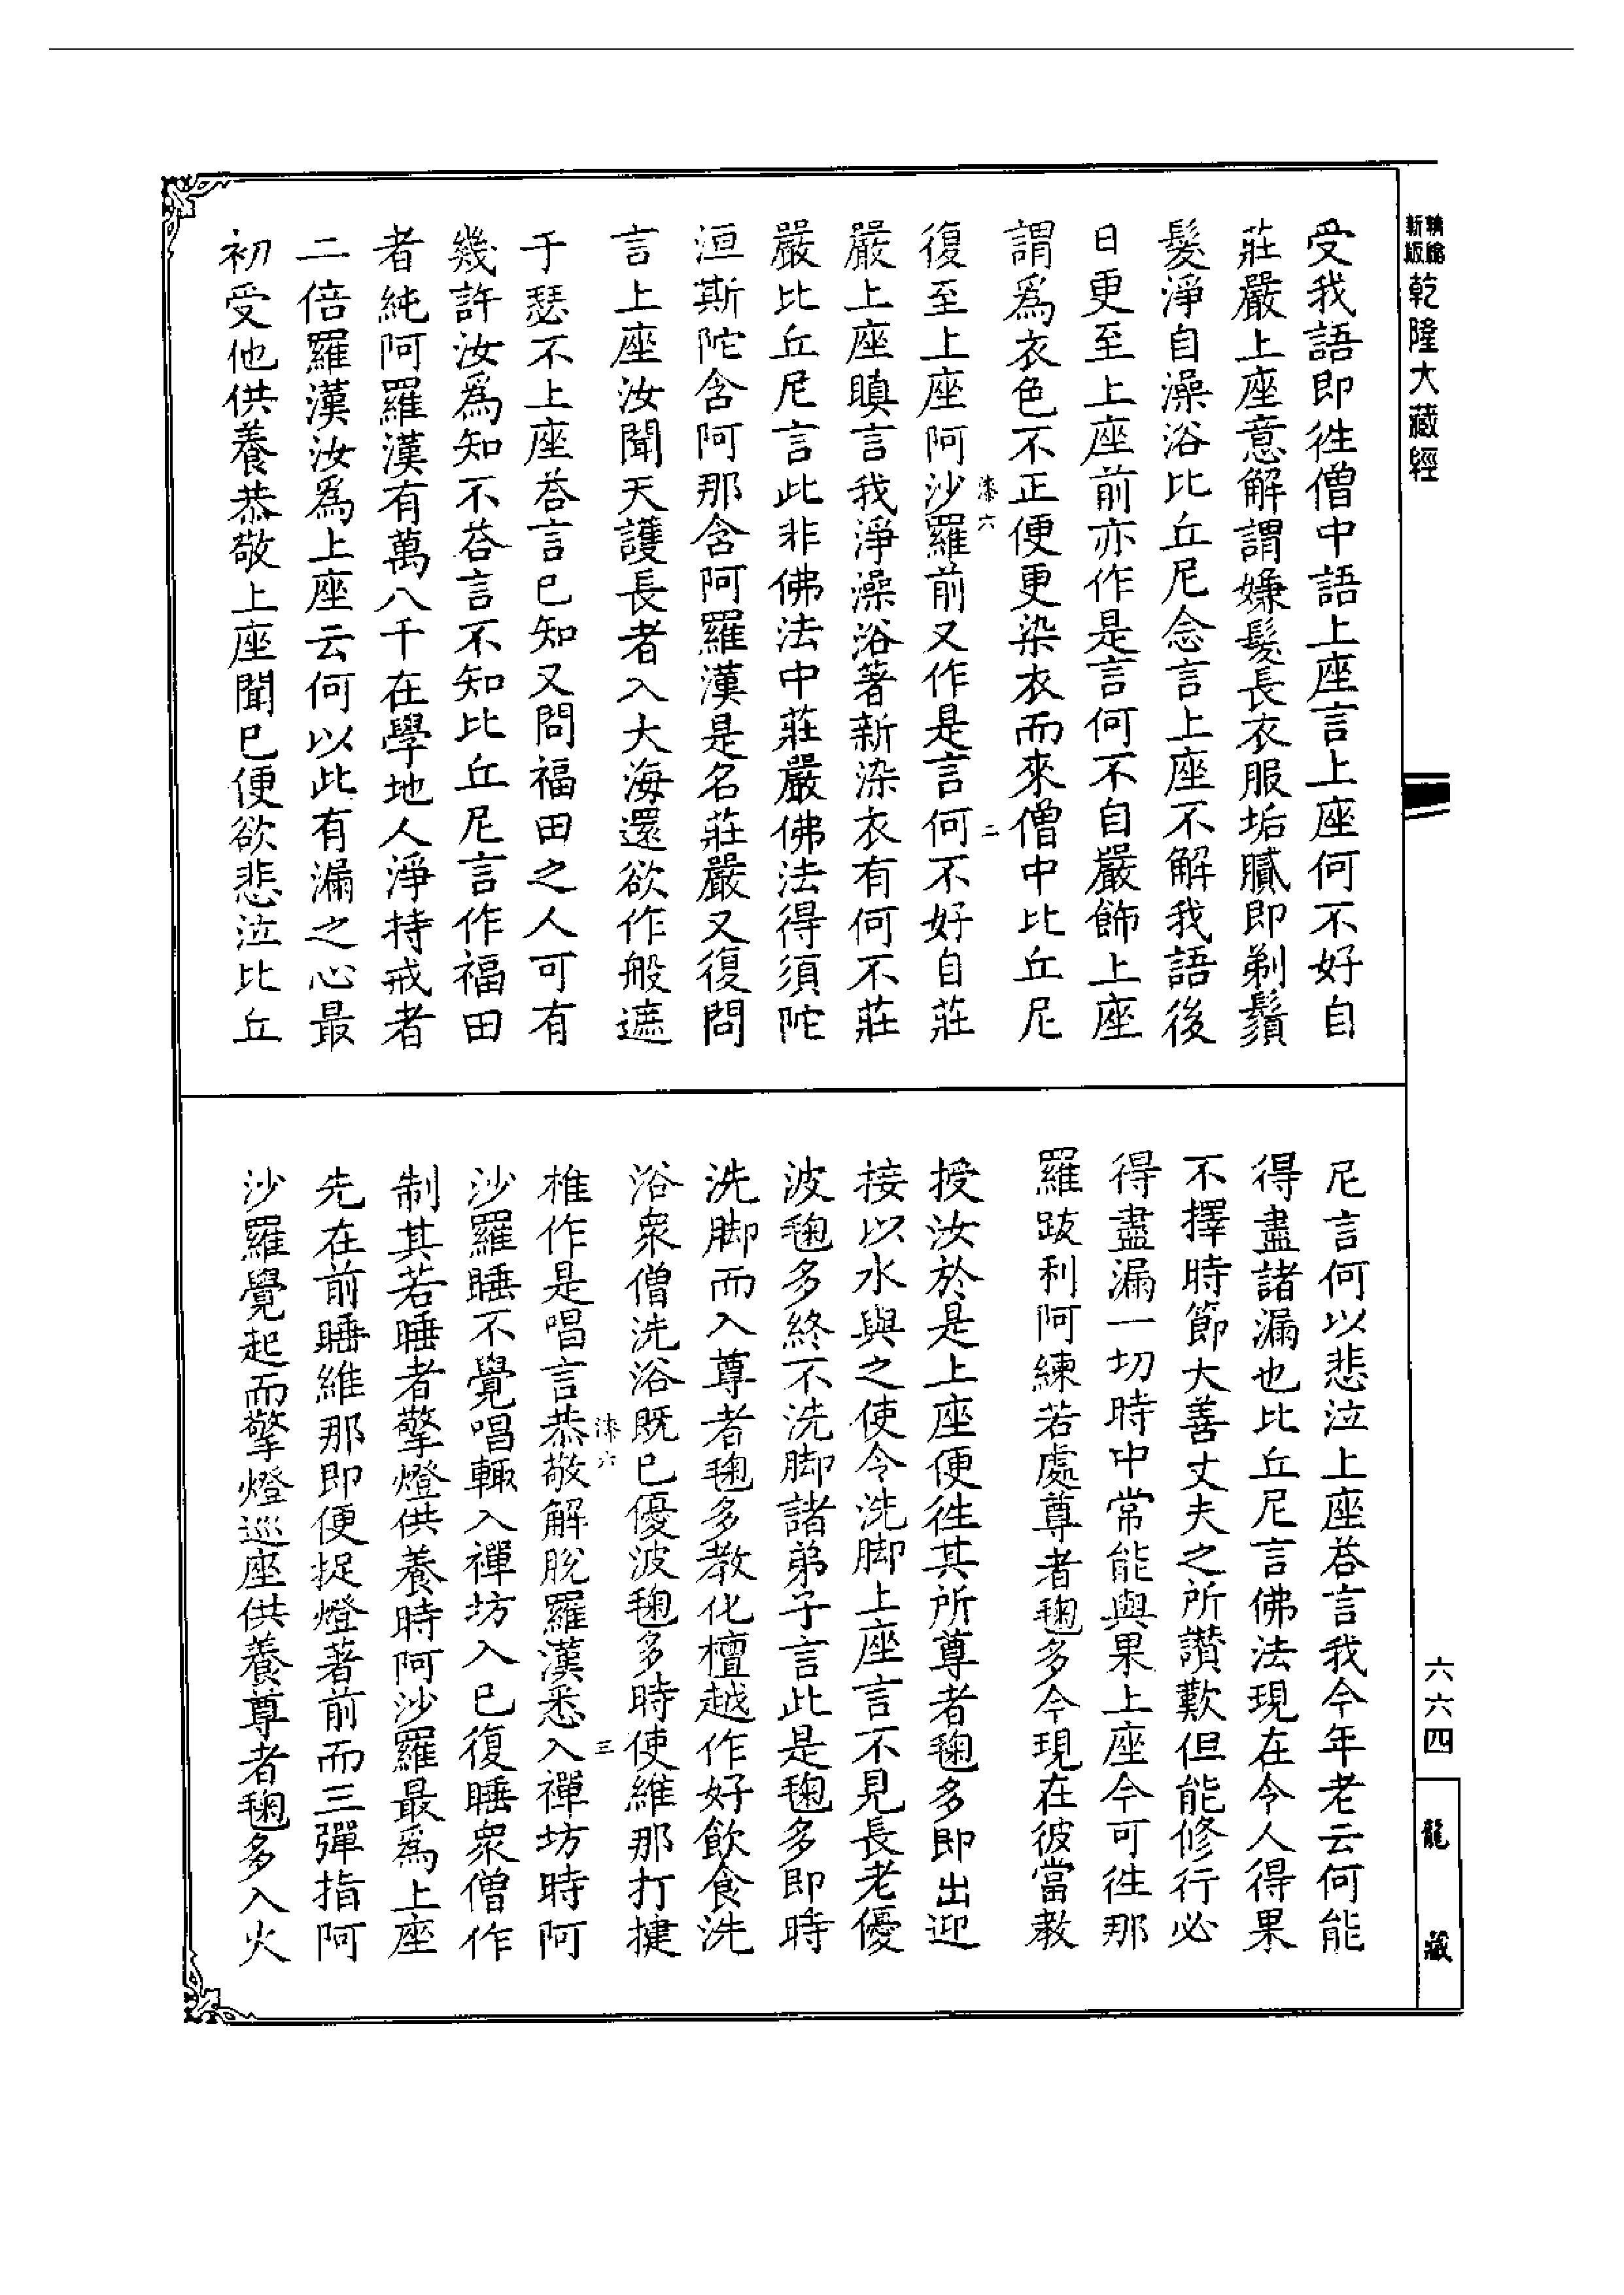 新版 精縮 乾隆大藏經
受我語即往僧中語上座言上座何不好自
莊嚴上座意解謂嫌髮長衣服垢膩即剃鬚
髮淨自澡浴比丘尼念言上座不解我語後
日更至上座前亦作是言何不自嚴飾上座
謂爲衣色不正便更染衣而來僧中比丘尼
漆六 二
復至上座阿沙羅前又作是言何不好自莊
嚴上座瞋言我淨澡浴著新染衣有何不莊
嚴比丘尼言此非佛法中莊嚴佛法得須陀
洹斯陀含阿那含阿羅漢是名莊嚴又復問
言上座汝聞天護長者入大海還欲作般遮
于瑟不上座荅言已知又問福田之人可有
幾許汝爲知不荅言不知比丘尼言作福田
者純阿羅漢有萬八千在學地人淨持戒者
二倍羅漢汝爲上座云何以此有漏之心最
初受他供養恭敬上座聞已便欲悲泣比丘
尼言何以悲泣上座荅言我今年老云何能
得盡諸漏也比丘尼言佛法現在今人得果
不擇時節大善丈夫之所讚歎但能修行必
得盡漏一切時中常能與果上座今可往那
羅跋利阿練若處尊者毱多今現在彼當教
授汝於是上座便往其所尊者毱多即出迎
接以水與之使令洗脚上座言不見長老優
波毱多終不洗脚諸弟子言此是毱多即時
洗脚而入尊者毱多教化檀越作好飲食洗
浴衆僧洗浴既已優波毱多時使維那打揵
漆六 三
椎作是唱言恭敬解脫羅漢悉入禪坊時阿
沙羅睡不覺唱輙入禪坊入已復睡衆僧作
制其若睡者擎燈供養時阿沙羅最爲上座
先在前睡維那即便捉燈著前而三彈指阿
沙羅覺起而擎燈巡座供養尊者毱多入火
六六四
龍藏